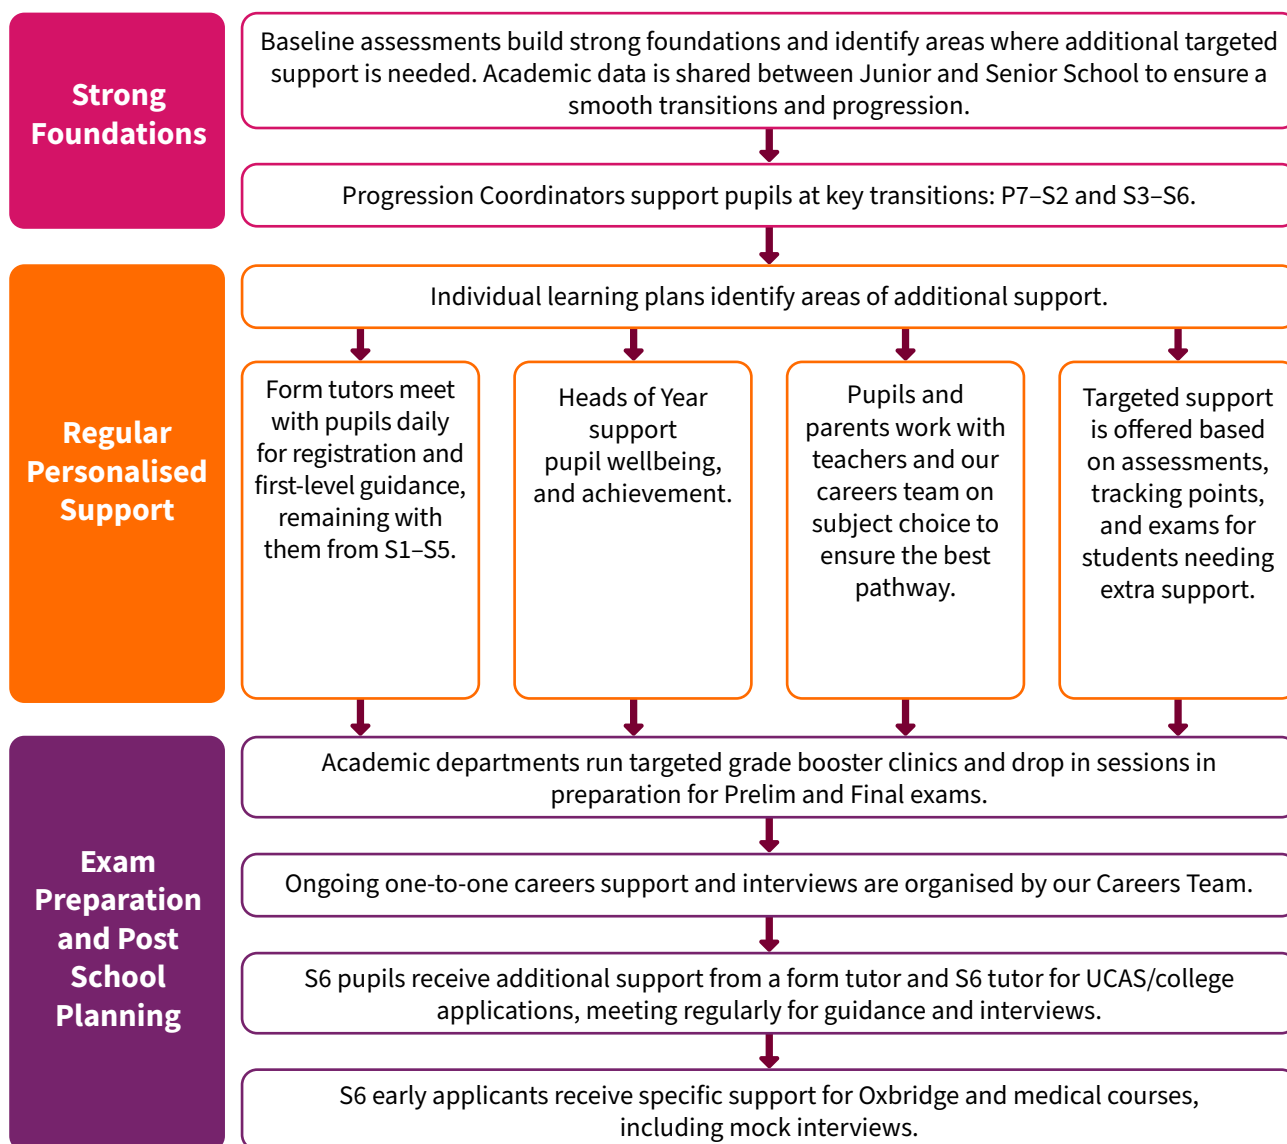 Strong
Foundations
Baseline assessments build strong foundations and identify areas where additional targeted
support is needed. Academic data is shared between Junior and Senior School to ensure a
smooth transitions and progression.
Progression Coordinators support pupils at key transitions: P7–S2 and S3–S6.
Regular
Personalised
Support
Individual learning plans identify areas of additional support.
Form tutors meet
with pupils daily
for registration and
first-level guidance,
remaining with
them from S1–S5.
Heads of Year
support
pupil wellbeing,
and achievement.
Pupils and
parents work with
teachers and our
careers team on
subject choice to
ensure the best
pathway.
Targeted support
is offered based
on assessments,
tracking points,
and exams for
students needing
extra support.
Exam
Preparation
and Post
School
Planning
Academic departments run targeted grade booster clinics and drop in sessions in
preparation for Prelim and Final exams.
Ongoing one-to-one careers support and interviews are organised by our Careers Team.
S6 pupils receive additional support from a form tutor and S6 tutor for UCAS/college
applications, meeting regularly for guidance and interviews.
S6 early applicants receive specific support for Oxbridge and medical courses,
including mock interviews.